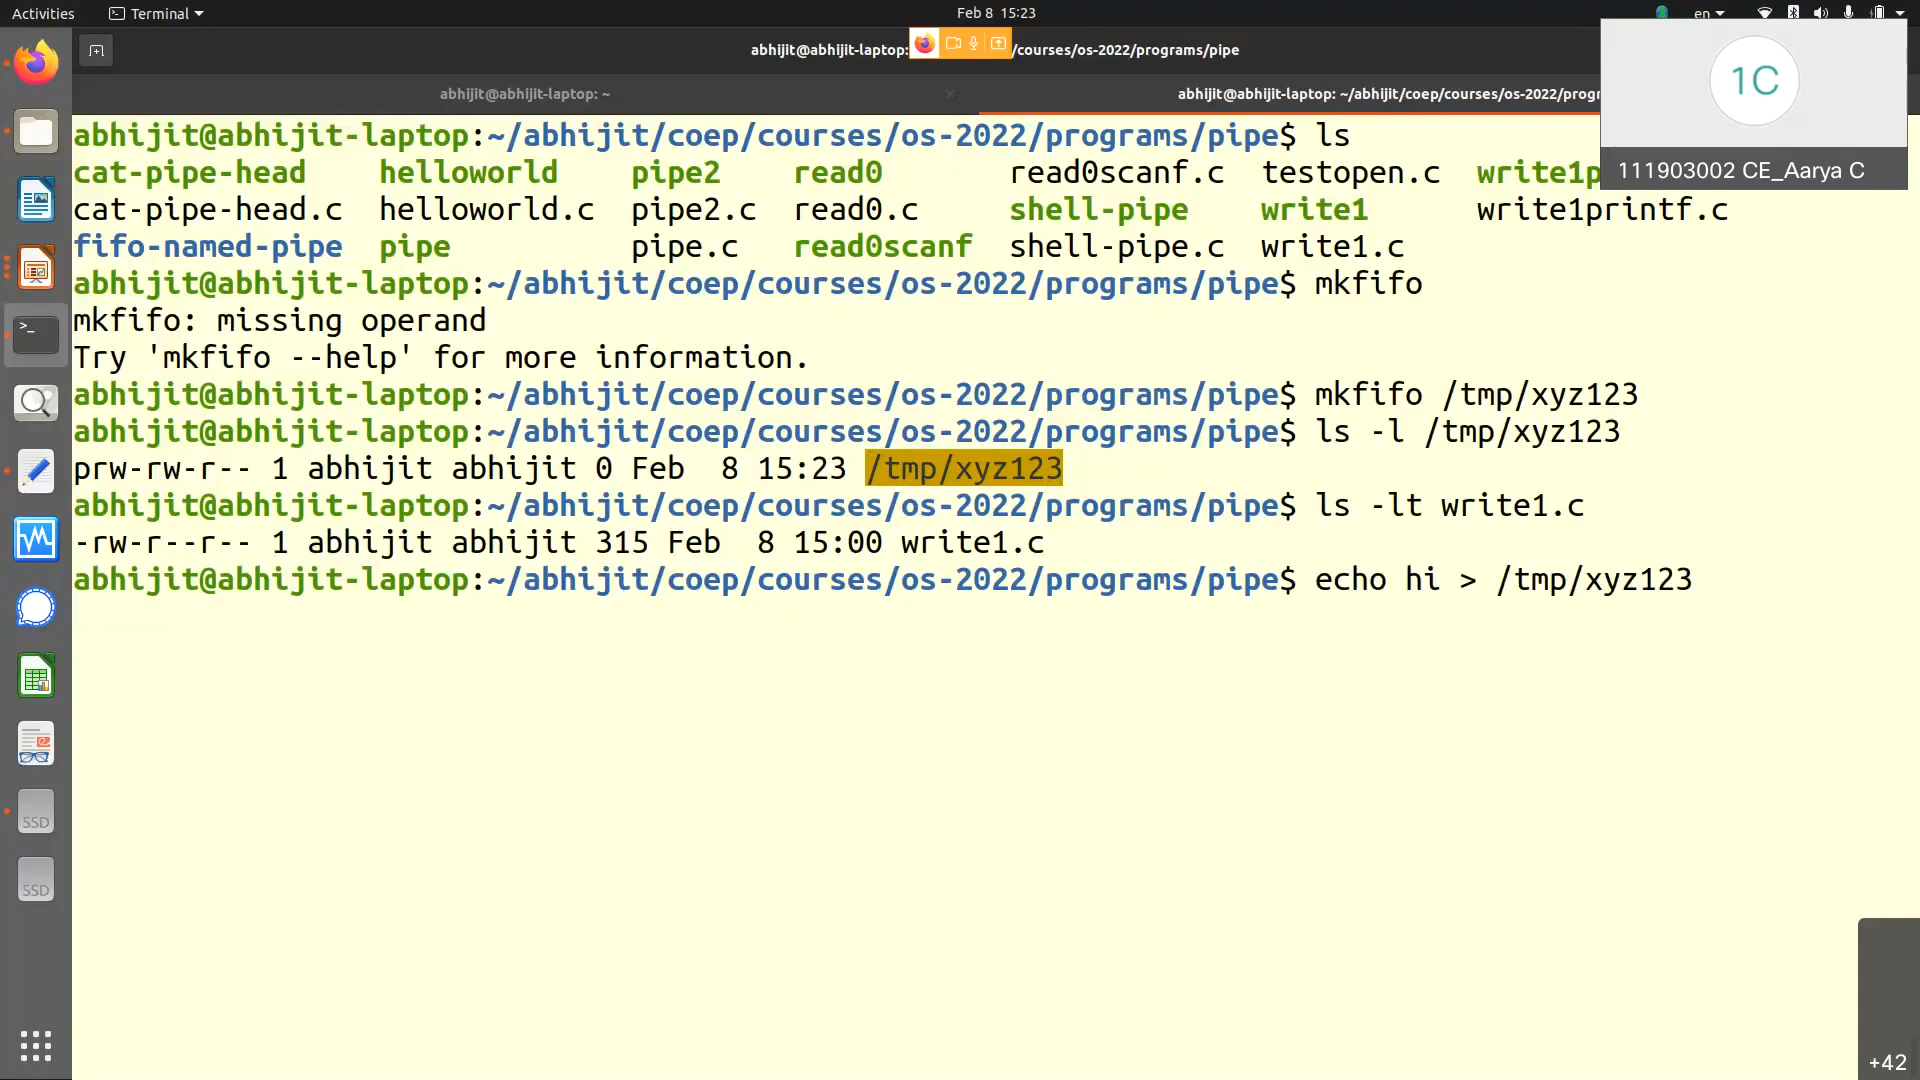 Activities Terminal Feb 8 15:23 en
abhijit@abhijit-laptop: /courses/os-2022/programs/pipe
abhijit@abhijit-laptop: ~ abhijit@abhijit-laptop: ~/abhijit/coep/courses/os-2022/progr
1C
111903002 CE_Aarya C
abhijit@abhijit-laptop:~/abhijit/coep/courses/os-2022/programs/pipe$ ls
cat-pipe-head helloworld pipe2 read0 read0scanf.c testopen.c write1p
cat-pipe-head.c helloworld.c pipe2.c read0.c shell-pipe write1 write1printf.c
fifo-named-pipe pipe pipe.c read0scanf shell-pipe.c write1.c
abhijit@abhijit-laptop:~/abhijit/coep/courses/os-2022/programs/pipe$ mkfifo
mkfifo: missing operand
Try 'mkfifo --help' for more information.
abhijit@abhijit-laptop:~/abhijit/coep/courses/os-2022/programs/pipe$ mkfifo /tmp/xyz123
abhijit@abhijit-laptop:~/abhijit/coep/courses/os-2022/programs/pipe$ ls -l /tmp/xyz123
prw-rw-r-- 1 abhijit abhijit 0 Feb  8 15:23 /tmp/xyz123
abhijit@abhijit-laptop:~/abhijit/coep/courses/os-2022/programs/pipe$ ls -lt write1.c
-rw-r--r-- 1 abhijit abhijit 315 Feb  8 15:00 write1.c
abhijit@abhijit-laptop:~/abhijit/coep/courses/os-2022/programs/pipe$ echo hi > /tmp/xyz123
SSD
SSD
+42